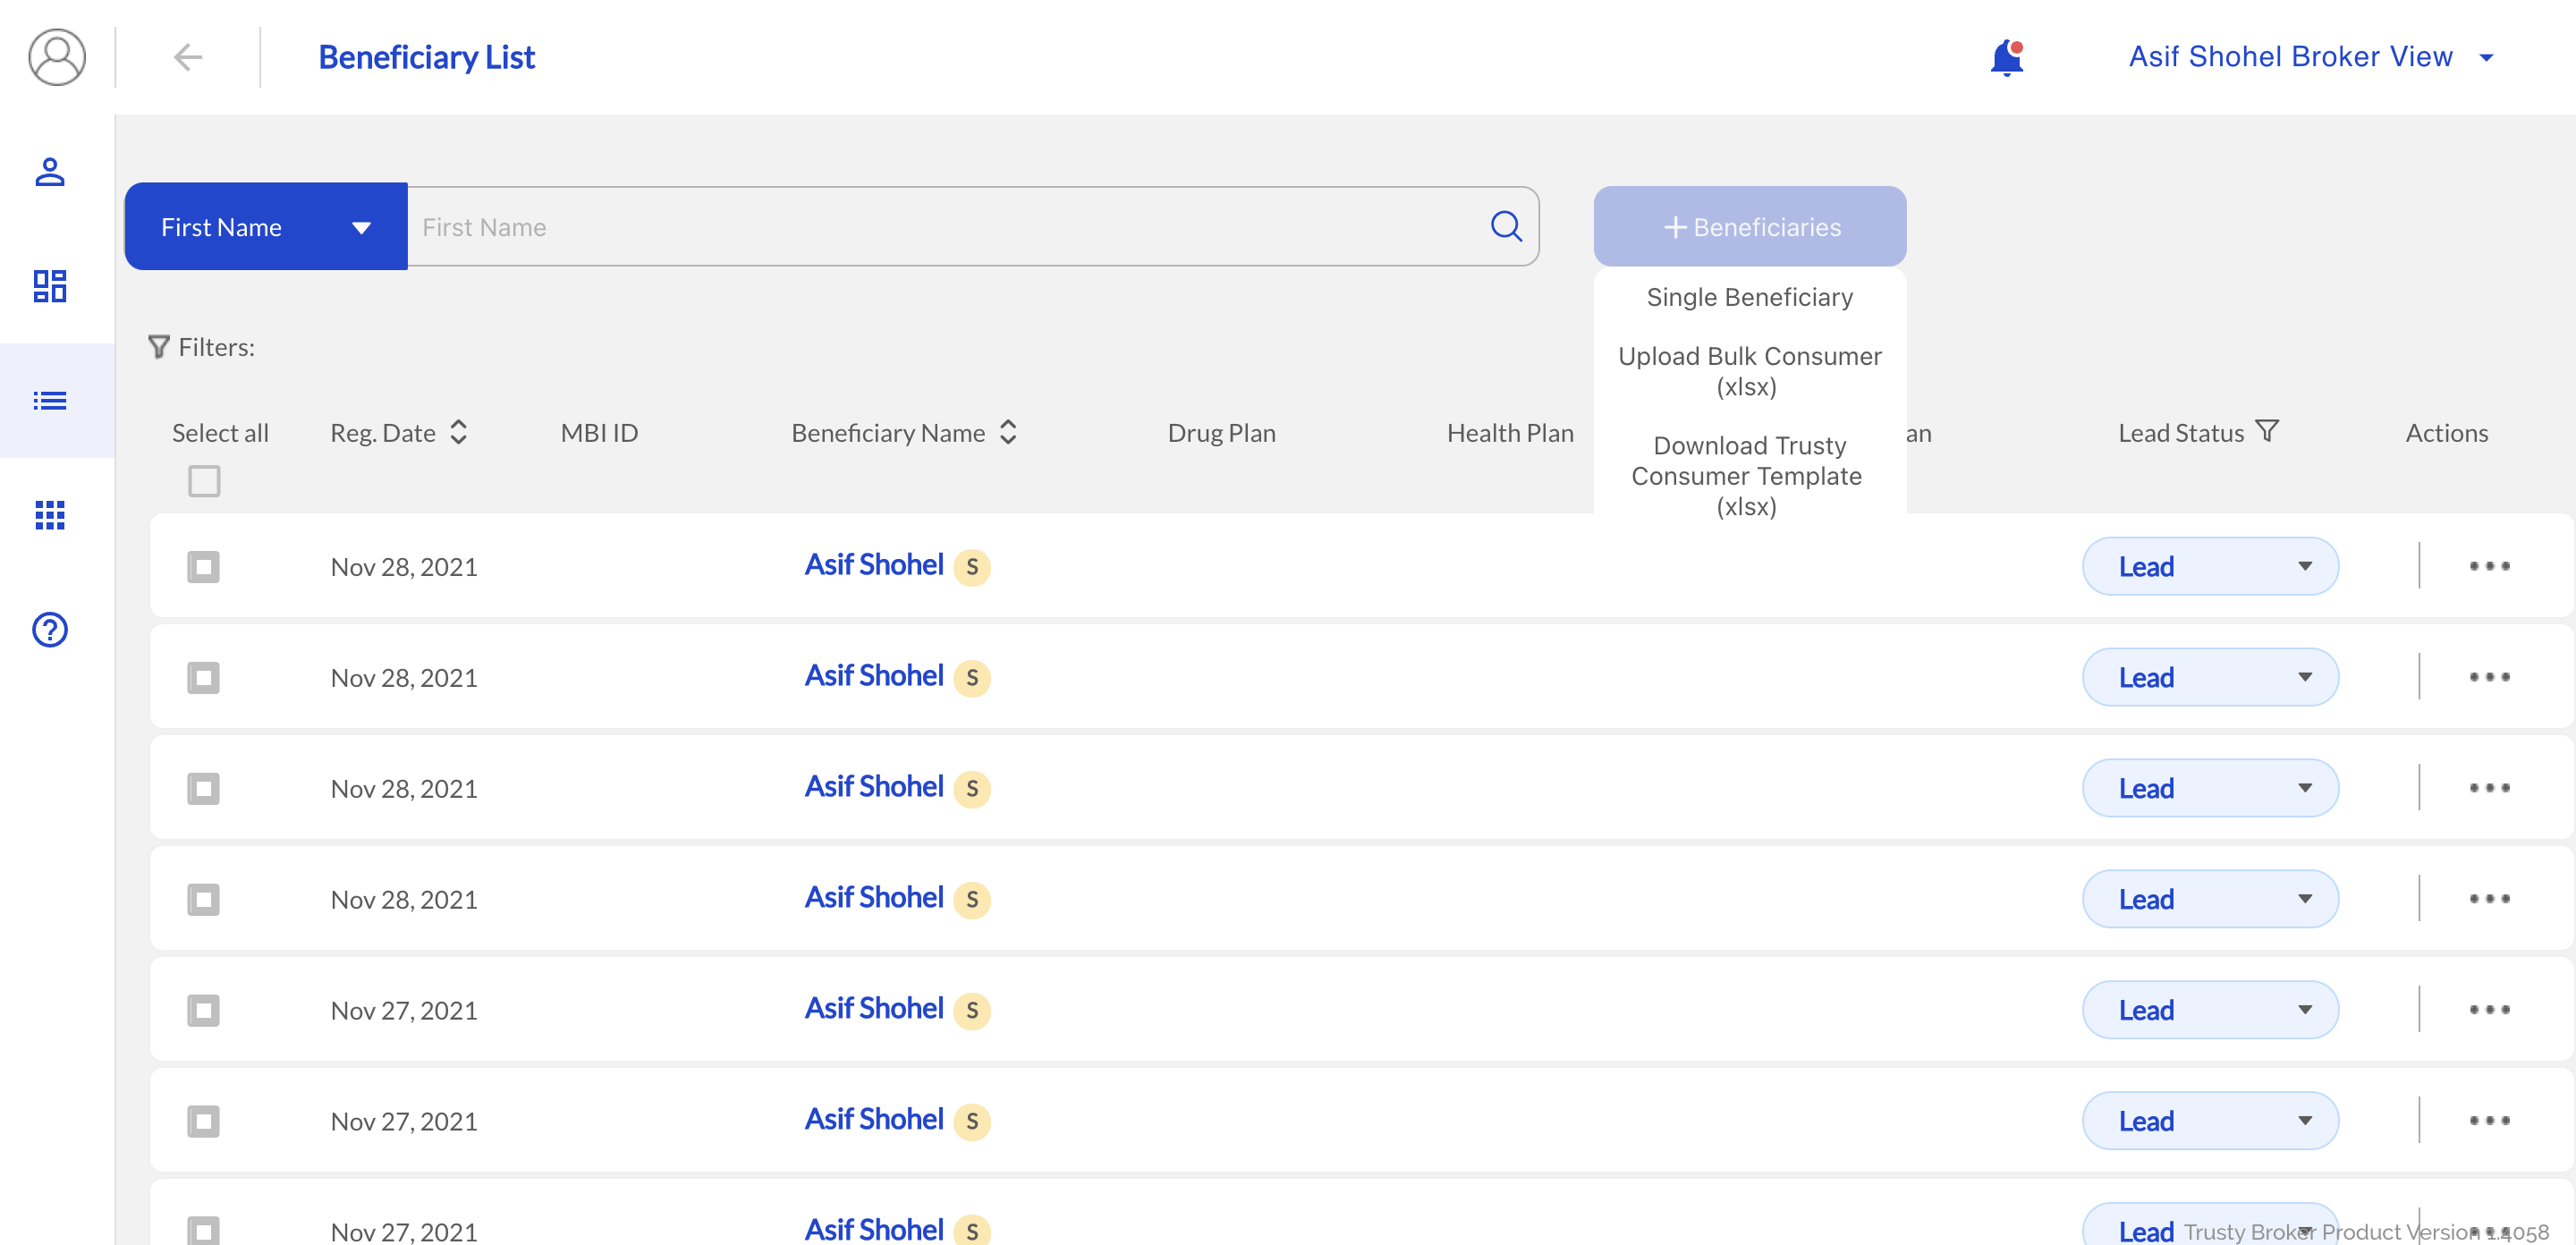 Beneficiary List
Asif Shohel Broker View
First Name
First Name
+ Beneficiaries
Single Beneficiary
Upload Bulk Consumer
(xlsx)
Download Trusty
Consumer Template
(xlsx)
Filters:
Select all
Reg. Date
MBI ID
Beneficiary Name
Drug Plan
Health Plan
an
Lead Status
Actions
Nov 28, 2021
Asif Shohel
S
Lead
Nov 28, 2021
Asif Shohel
S
Lead
Nov 28, 2021
Asif Shohel
S
Lead
Nov 28, 2021
Asif Shohel
S
Lead
Nov 27, 2021
Asif Shohel
S
Lead
Nov 27, 2021
Asif Shohel
S
Lead
Nov 27, 2021
Asif Shohel
S
Lead
Trusty Broker Product Version 1.4058